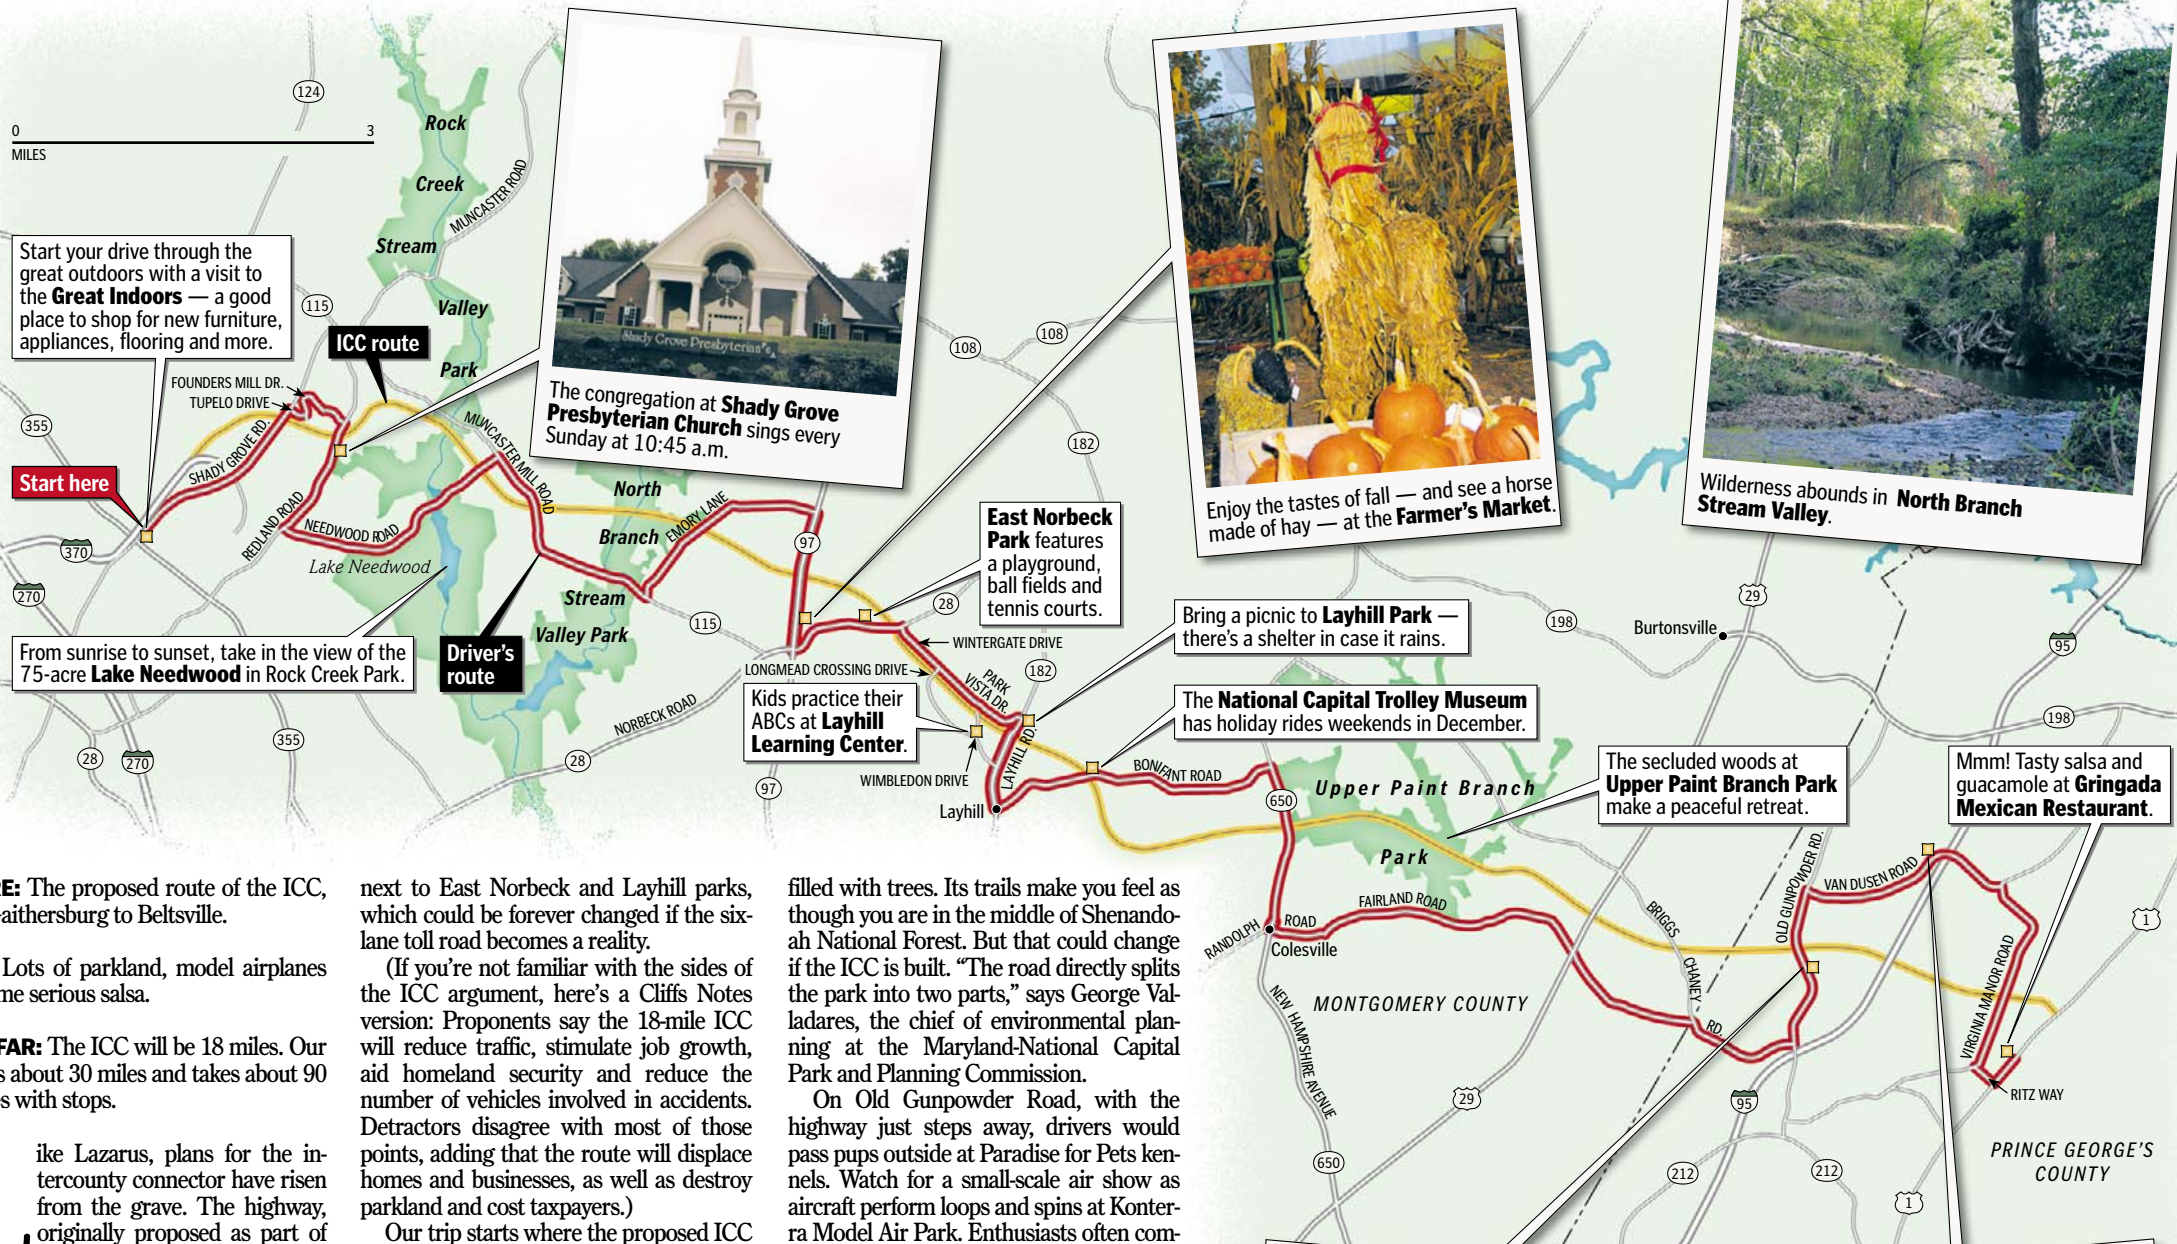 0
3
MILES
124
Rock
Creek
MUNCASTER ROAD
Stream
Valley
Park
Start your drive through the
great outdoors with a visit to
the Great Indoors — a good
place to shop for new furniture,
appliances, flooring and more.
115
ICC route
FOUNDERS MILL DR.
TUPELO DRIVE
355
SHADY GROVE RD.
Start here
370
270
REDLAND ROAD
NEEDWOOD ROAD
Lake Needwood
MUNCASTER MILL ROAD
Shady Grove Presbyterian
The congregation at Shady Grove
Presbyterian Church sings every
Sunday at 10:45 a.m.
From sunrise to sunset, take in the view of the
75-acre Lake Needwood in Rock Creek Park.
Driver's
route
North
Branch
Stream
Valley Park
EMORY LANE
97
115
NORBECK ROAD
28
270
355
28
97
108
108
182
East Norbeck
Park features
a playground,
ball fields and
tennis courts.
28
WINTERGATE DRIVE
LONGMEAD CROSSING DRIVE
PARK
VISTA DR.
182
Kids practice their
ABCs at Layhill
Learning Center.
WIMBLEDON DRIVE
LAYHILL RD.
Layhill
Enjoy the tastes of fall — and see a horse
made of hay — at the Farmer's Market.
Wilderness abounds in North Branch
Stream Valley.
Bring a picnic to Layhill Park —
there's a shelter in case it rains.
The National Capital Trolley Museum
has holiday rides weekends in December.
BONIFANT ROAD
650
Upper Paint Branch
Park
198
Burtonsville
29
95
198
The secluded woods at
Upper Paint Branch Park
make a peaceful retreat.
Mmm! Tasty salsa and
guacamole at Gringada
Mexican Restaurant.
RANDOLPH
ROAD
Colesville
FAIRLAND ROAD
BRIGGS
CHANEY
RD.
OLD GUNPOWDER RD.
VAN DUSEN ROAD
VIRGINIA MANOR ROAD
1
RITZ WAY
MONTGOMERY COUNTY
NEW HAMPSHIRE AVENUE
29
95
650
212
212
1
PRINCE GEORGE'S
COUNTY
RE: The proposed route of the ICC,
aithersburg to Beltsville.
Lots of parkland, model airplanes
me serious salsa.
FAR: The ICC will be 18 miles. Our
s about 30 miles and takes about 90
es with stops.
ike Lazarus, plans for the in-
tercounty connector have risen
from the grave. The highway,
originally proposed as part of
next to East Norbeck and Layhill parks,
which could be forever changed if the six-
lane toll road becomes a reality.
(If you're not familiar with the sides of
the ICC argument, here's a Cliffs Notes
version: Proponents say the 18-mile ICC
will reduce traffic, stimulate job growth,
aid homeland security and reduce the
number of vehicles involved in accidents.
Detractors disagree with most of those
points, adding that the route will displace
homes and businesses, as well as destroy
parkland and cost taxpayers.)
Our trip starts where the proposed ICC
filled with trees. Its trails make you feel as
though you are in the middle of Shenando-
ah National Forest. But that could change
if the ICC is built. “The road directly splits
the park into two parts,” says George Val-
ladares, the chief of environmental plan-
ning at the Maryland-National Capital
Park and Planning Commission.
On Old Gunpowder Road, with the
highway just steps away, drivers would
pass pups outside at Paradise for Pets ken-
nels. Watch for a small-scale air show as
aircraft perform loops and spins at Konter-
ra Model Air Park. Enthusiasts often com-